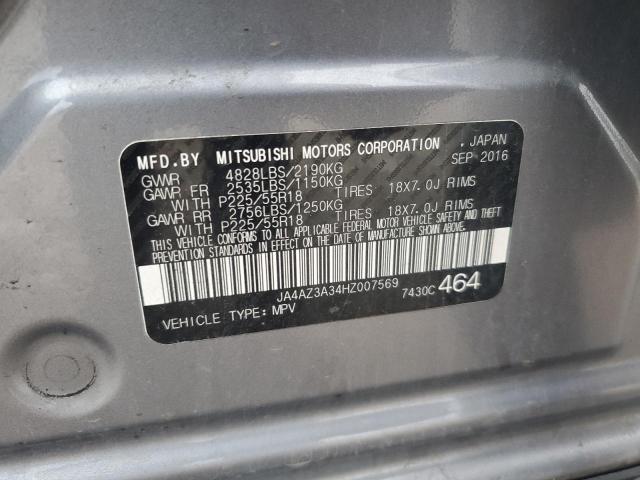 MFD.BY MITSUBISHI MOTORS CORPORATION , JAPAN
GVWR 4828LBS/2190KG SEP 2016
GAWR FR 2535LBS/1150KG
WITH P225/55R18 TIRES 18X7.0J RIMS
GAWR RR 2756LBS/1250KG
WITH P225/55R18 TIRES 18X7.0J RIMS
THIS VEHICLE CONFORMS TO ALL APPLICABLE FEDERAL MOTOR VEHICLE SAFETY AND THEFT
PREVENTION STANDARDS IN EFFECT ON THE DATE OF MANUFACTURE SHOWN ABOVE.
JA4AZ3A34HZ007569
VEHICLE TYPE: MPV 7430C 464